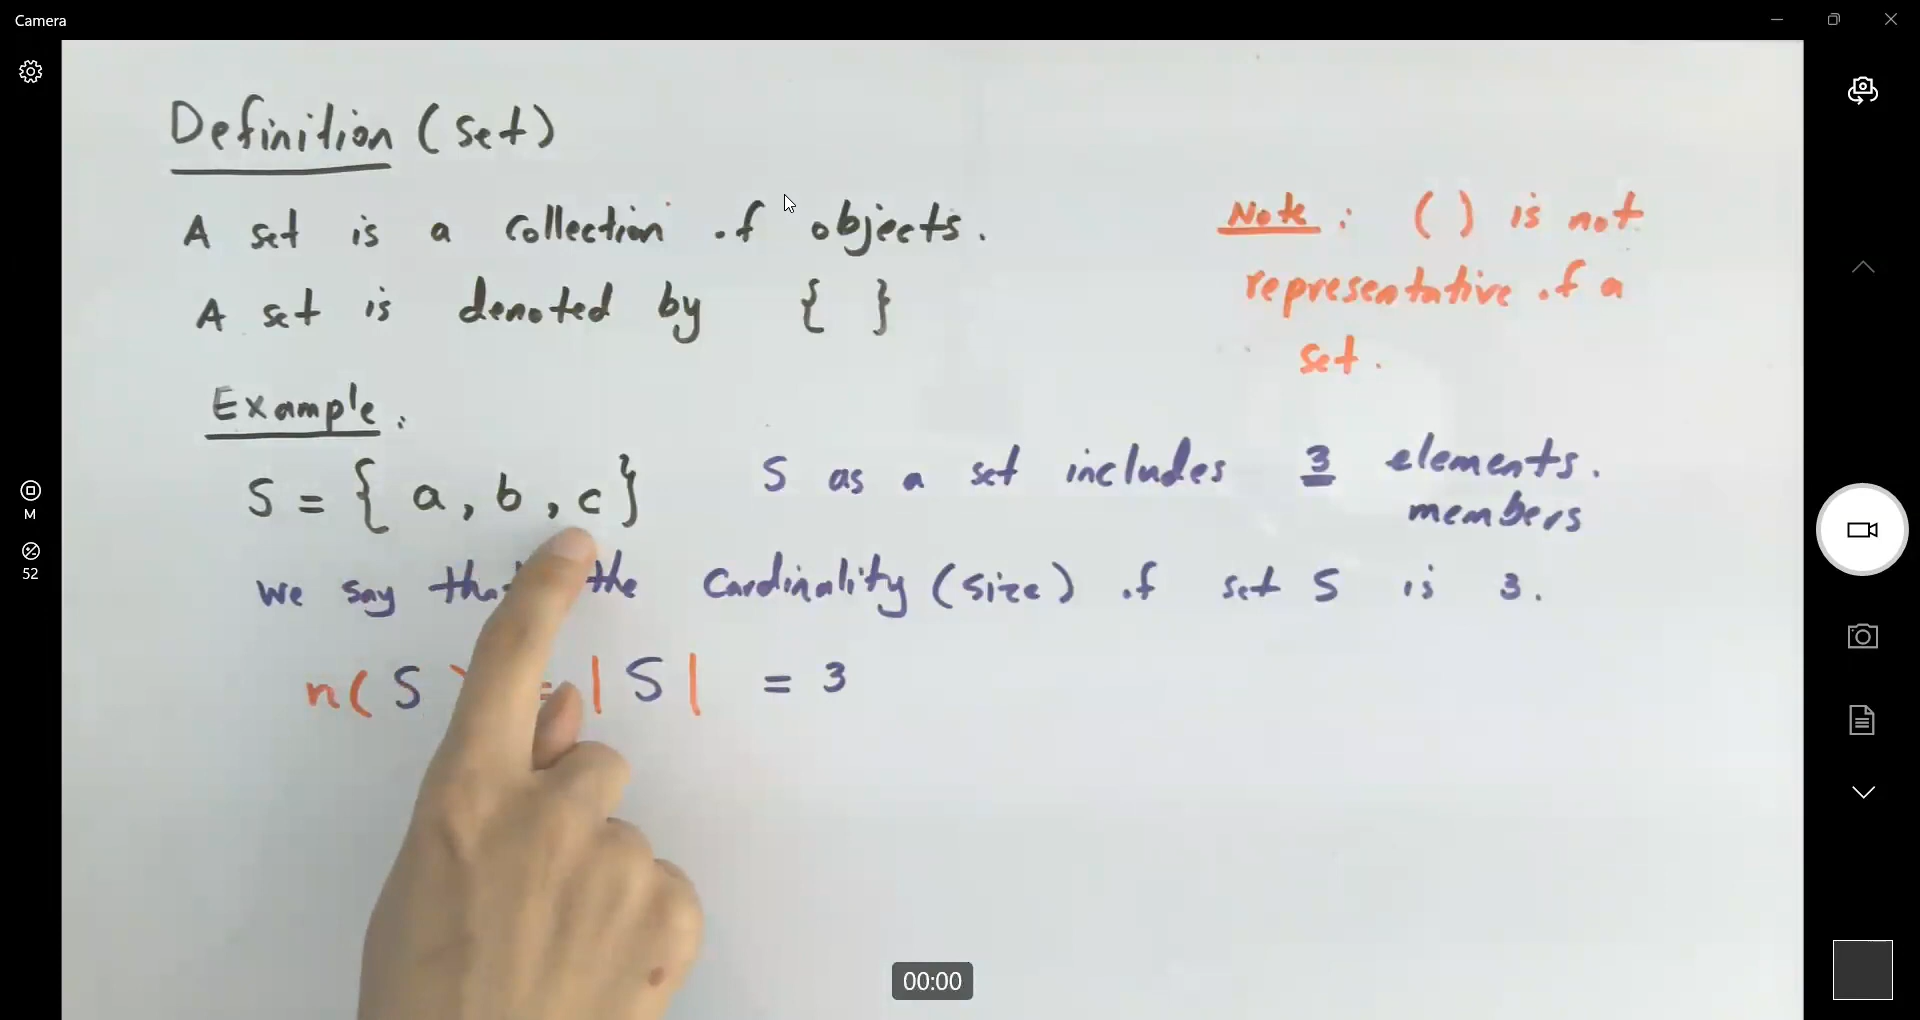 Camera
Definition (set)
A set is a collection of objects.
A set is denoted by { }
Note: ( ) is not
representative of a
set.
Example:
S = { a, b, c }
S as a set includes 3 elements.
members
we say that the Cardinality (size) of set S is 3.
n( S ) = | S | = 3
M
52
00:00